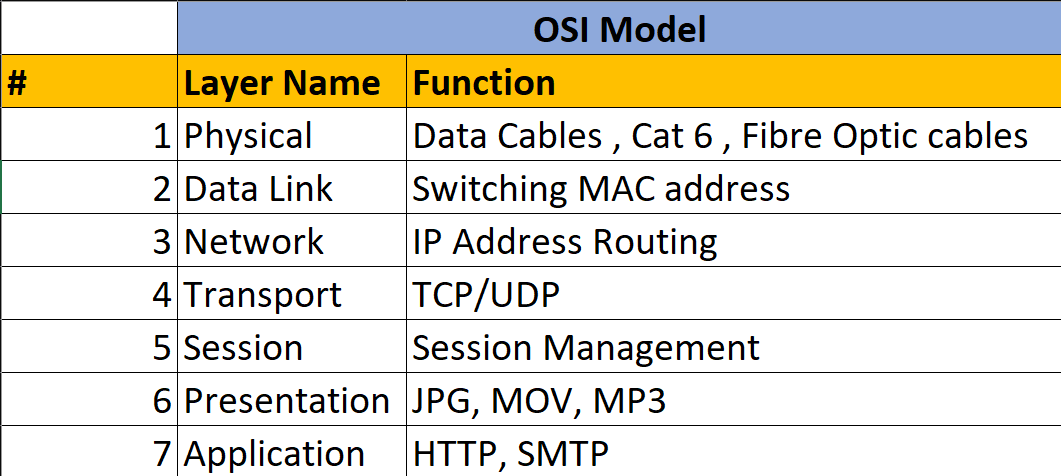 OSI Model
# Layer Name Function
1 Physical Data Cables , Cat 6 , Fibre Optic cables
2 Data Link Switching MAC address
3 Network IP Address Routing
4 Transport TCP/UDP
5 Session Session Management
6 Presentation JPG, MOV, MP3
7 Application HTTP, SMTP